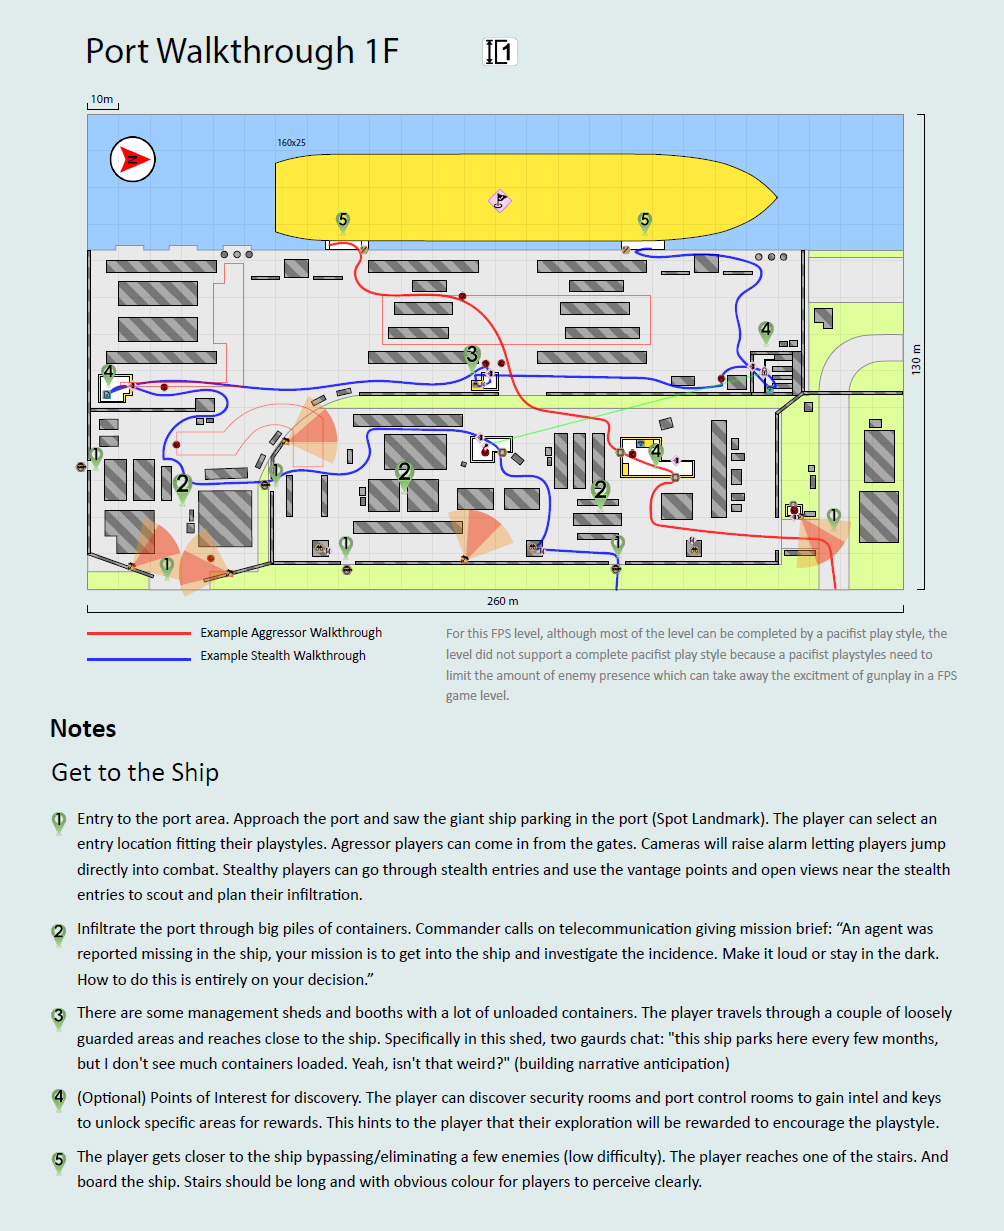 Port Walkthrough 1F
1
10m
160x25
N
5
5
4
3
4
1
1
2
2
4
2
1
1
1
1
130 m
260 m
Example Aggressor Walkthrough
Example Stealth Walkthrough
For this FPS level, although most of the level can be completed by a pacifist play style, the
level did not support a complete pacifist play style because a pacifist playstyles need to
limit the amount of enemy presence which can take away the excitment of gunplay in a FPS
game level.
Notes
Get to the Ship
1 Entry to the port area. Approach the port and saw the giant ship parking in the port (Spot Landmark). The player can select an
entry location fitting their playstyles. Agressor players can come in from the gates. Cameras will raise alarm letting players jump
directly into combat. Stealthy players can go through stealth entries and use the vantage points and open views near the stealth
entries to scout and plan their infiltration.
2 Infiltrate the port through big piles of containers. Commander calls on telecommunication giving mission brief: “An agent was
reported missing in the ship, your mission is to get into the ship and investigate the incidence. Make it loud or stay in the dark.
How to do this is entirely on your decision.”
3 There are some management sheds and booths with a lot of unloaded containers. The player travels through a couple of loosely
guarded areas and reaches close to the ship. Specifically in this shed, two gaurds chat: "this ship parks here every few months,
but I don't see much containers loaded. Yeah, isn't that weird?" (building narrative anticipation)
4 (Optional) Points of Interest for discovery. The player can discover security rooms and port control rooms to gain intel and keys
to unlock specific areas for rewards. This hints to the player that their exploration will be rewarded to encourage the playstyle.
5 The player gets closer to the ship bypassing/eliminating a few enemies (low difficulty). The player reaches one of the stairs. And
board the ship. Stairs should be long and with obvious colour for players to perceive clearly.